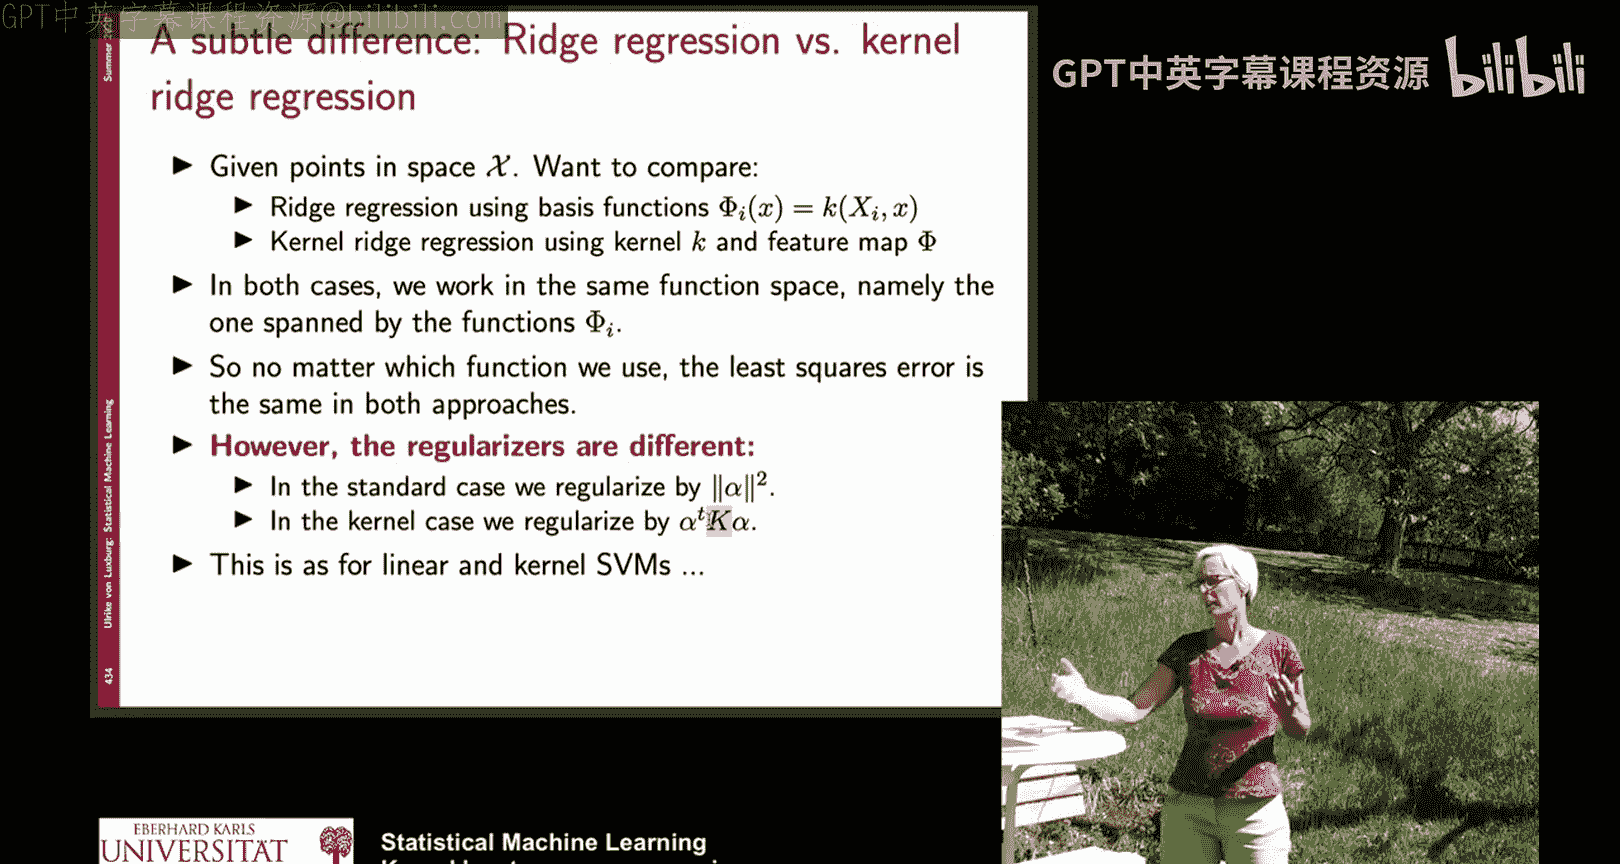 GPT中英字幕课程资源@bilibili.com
GPT中英字幕课程资源 bilibili
A subtle difference: Ridge regression vs. kernel
ridge regression
▶ Given points in space 𝒳. Want to compare:
▶ Ridge regression using basis functions Φᵢ(x) = k(Xᵢ, x)
▶ Kernel ridge regression using kernel k and feature map Φ
▶ In both cases, we work in the same function space, namely the
one spanned by the functions Φᵢ.
▶ So no matter which function we use, the least squares error is
the same in both approaches.
▶ However, the regularizers are different:
▶ In the standard case we regularize by ‖α‖².
▶ In the kernel case we regularize by αᵗKα.
▶ This is as for linear and kernel SVMs ...
Summer
Ulrike von Luxburg: Statistical Machine Learning
434
EBERHARD KARLS
UNIVERSITÄT
Statistical Machine Learning